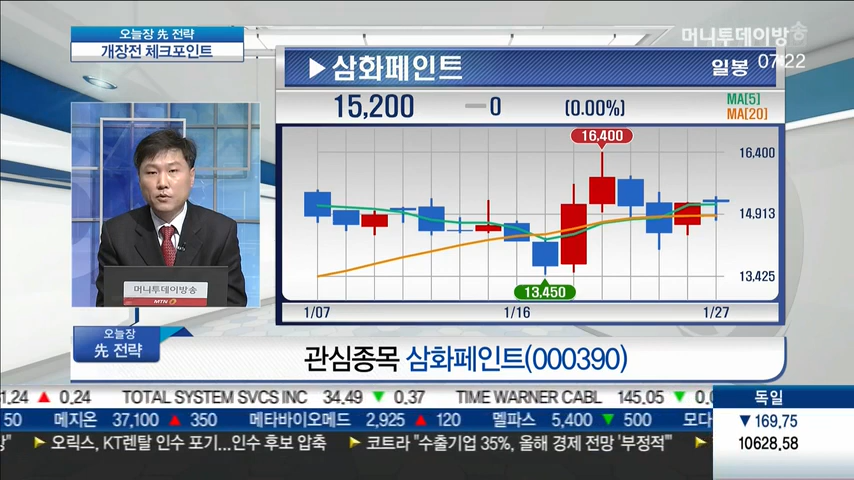 오늘장 先 전략
개장전 체크포인트
머니투데이방송
07:22
▶삼화페인트
일봉
15,200
0
(0.00%)
MA[5]
MA[20]
16,400
16,400
14,913
13,425
13,450
1/07
1/16
1/27
머니투데이방송
MTN
오늘장
先 전략
관심종목 삼화페인트(000390)
1.24 ▲ 0.24 TOTAL SYSTEM SVCS INC 34.49 ▼ 0.37 TIME WARNER CABL 145.05 ▼
50 메지온 37,100 ▲ 350 메타바이오메드 2,925 ▲ 120 멜파스 5,400 ▼ 500 모다
▶ 오릭스, KT렌탈 인수 포기...인수 후보 압축 ▶ 코트라 "수출기업 35%, 올해 경제 전망 '부정적'"
독일
▼169.75
10628.58